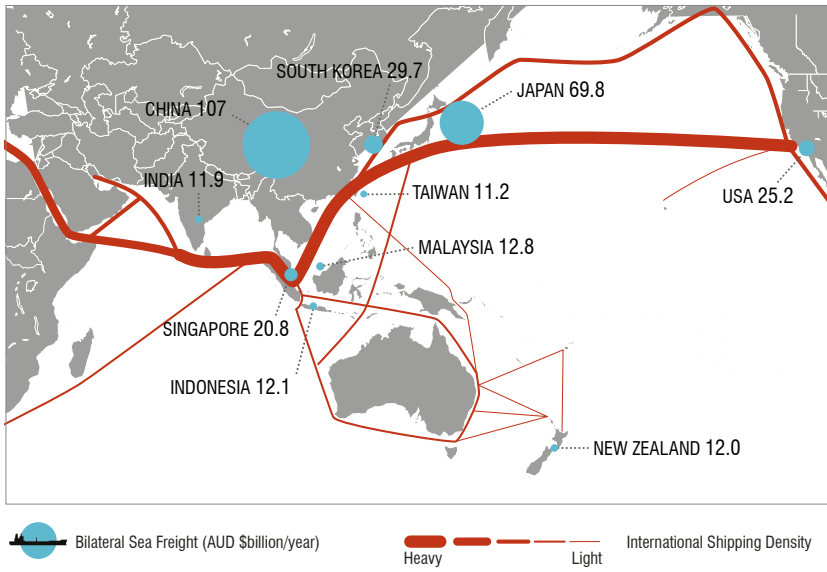 SOUTH KOREA 29.7
JAPAN 69.8
CHINA 107
INDIA 11.9
TAIWAN 11.2
USA 25.2
MALAYSIA 12.8
SINGAPORE 20.8
INDONESIA 12.1
NEW ZEALAND 12.0
Bilateral Sea Freight (AUD $billion/year)
Heavy
Light
International Shipping Density